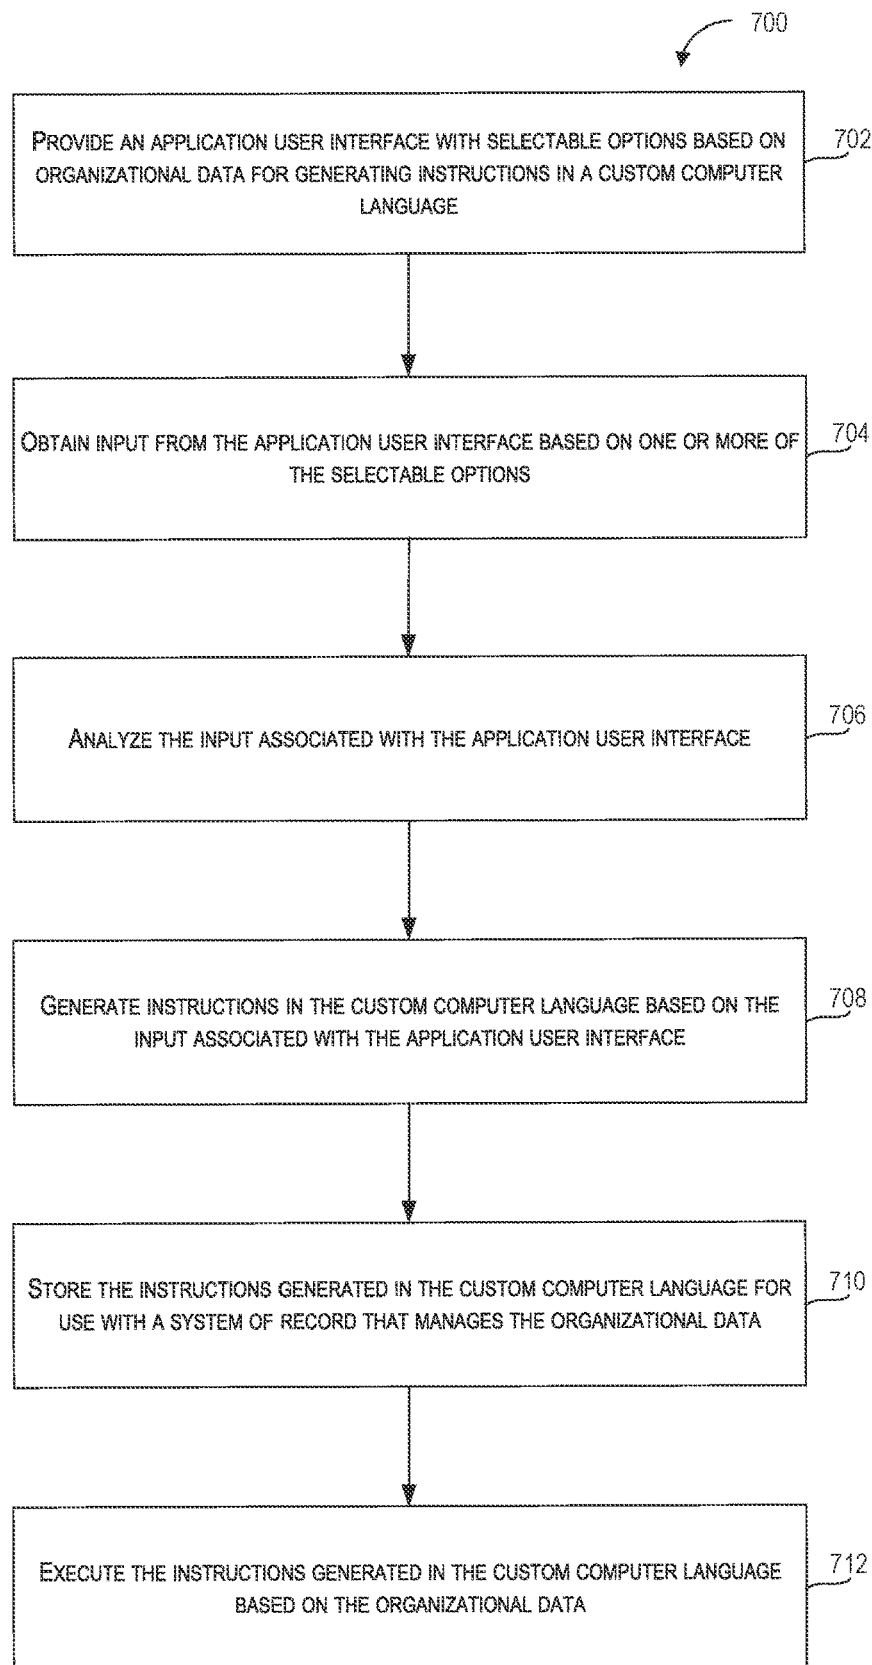 700
PROVIDE AN APPLICATION USER INTERFACE WITH SELECTABLE OPTIONS BASED ON
ORGANIZATIONAL DATA FOR GENERATING INSTRUCTIONS IN A CUSTOM COMPUTER
LANGUAGE
702
OBTAIN INPUT FROM THE APPLICATION USER INTERFACE BASED ON ONE OR MORE OF
THE SELECTABLE OPTIONS
704
ANALYZE THE INPUT ASSOCIATED WITH THE APPLICATION USER INTERFACE
706
GENERATE INSTRUCTIONS IN THE CUSTOM COMPUTER LANGUAGE BASED ON THE
INPUT ASSOCIATED WITH THE APPLICATION USER INTERFACE
708
STORE THE INSTRUCTIONS GENERATED IN THE CUSTOM COMPUTER LANGUAGE FOR
USE WITH A SYSTEM OF RECORD THAT MANAGES THE ORGANIZATIONAL DATA
710
EXECUTE THE INSTRUCTIONS GENERATED IN THE CUSTOM COMPUTER LANGUAGE
BASED ON THE ORGANIZATIONAL DATA
712